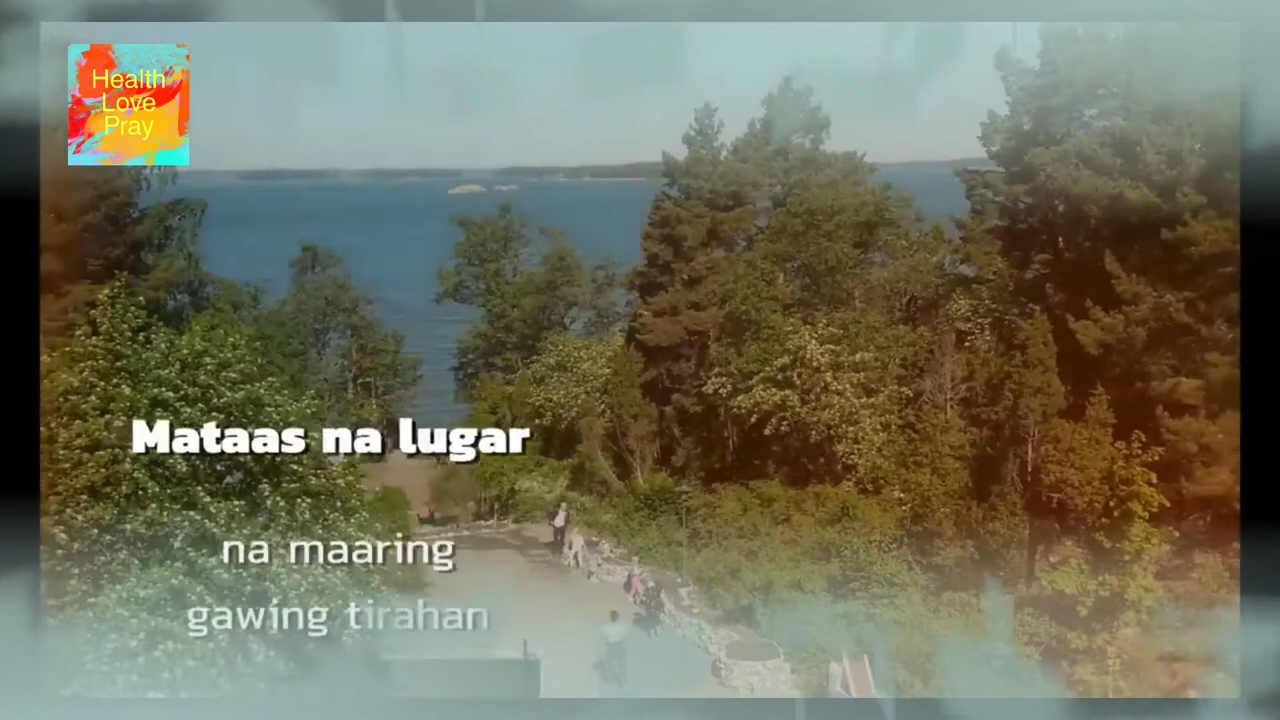 Health
Love
Pray
Mataas na lugar
na maaring
gawing tirahan